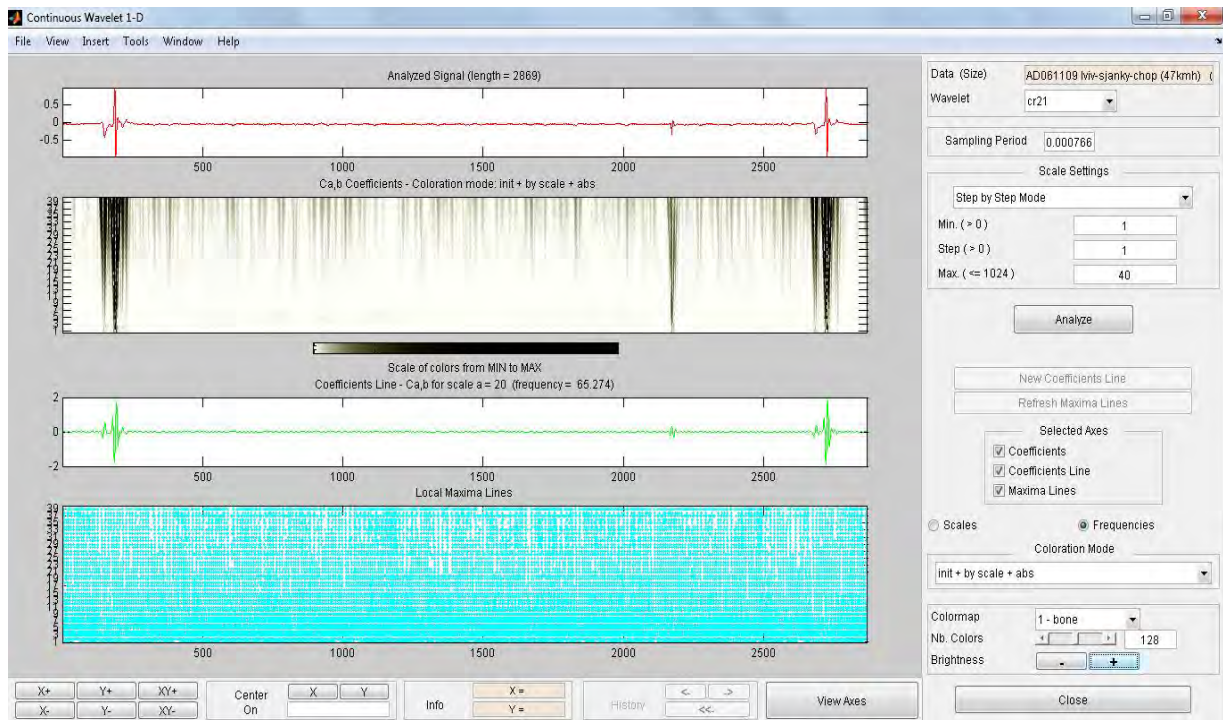 Continuous Wavelet 1-D
File View Insert Tools Window Help
Analyzed Signal (length = 2869)
0.5
0
-0.5
500 1000 1500 2000 2500
Ca,b Coefficients - Coloration mode: init + by scale + abs
Scale of colors from MIN to MAX
Coefficients Line - Ca,b for scale a = 20 (frequency = 65.274)
2
0
-2
500 1000 1500 2000 2500
Local Maxima Lines
500 1000 1500 2000 2500
Data (Size) AD061109 lviv-sjanky-chop (47kmh) (
Wavelet cr21
Sampling Period 0.000766
Scale Settings
Step by Step Mode
Min. ( > 0 ) 1
Step ( > 0 ) 1
Max. ( <= 1024 ) 40
Analyze
New Coefficients Line
Refresh Maxima Lines
Selected Axes
Coefficients
Coefficients Line
Maxima Lines
Scales Frequencies
Coloration Mode
init + by scale + abs
Colormap 1 - bone
Nb. Colors 128
Brightness - +
X+ Y+ XY+
X- Y- XY-
Center On X Y
Info X = Y =
History <- -> <<-
View Axes
Close